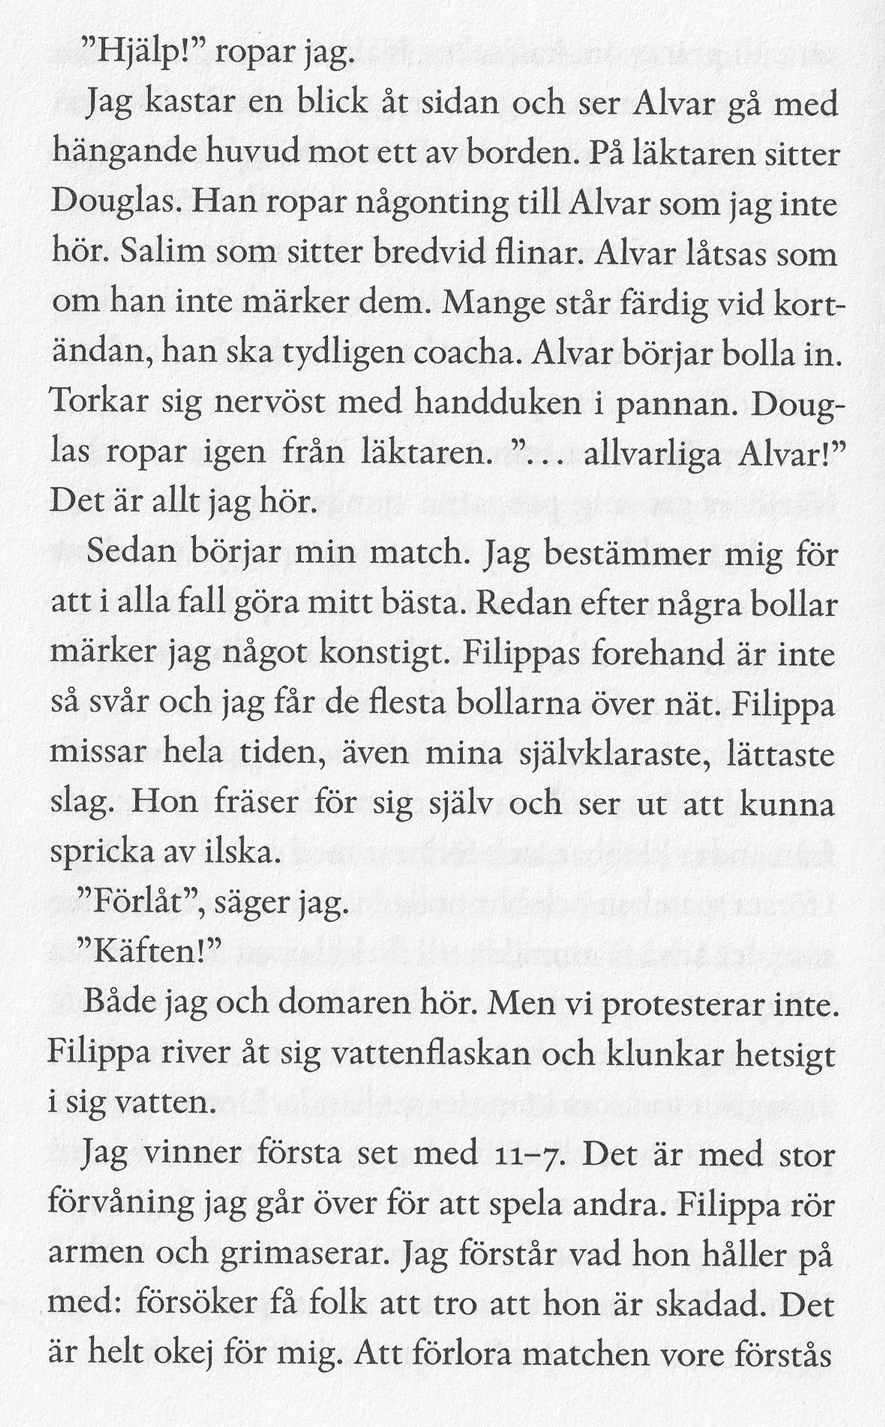 ”Hjälp!” ropar jag.
Jag kastar en blick åt sidan och ser Alvar gå med
hängande huvud mot ett av borden. På läktaren sitter
Douglas. Han ropar någonting till Alvar som jag inte
hör. Salim som sitter bredvid flinar. Alvar låtsas som
om han inte märker dem. Mange står färdig vid kort-
ändan, han ska tydligen coacha. Alvar börjar bolla in.
Torkar sig nervöst med handduken i pannan. Doug-
las ropar igen från läktaren. ”… allvarliga Alvar!”
Det är allt jag hör.
Sedan börjar min match. Jag bestämmer mig för
att i alla fall göra mitt bästa. Redan efter några bollar
märker jag något konstigt. Filippas forehand är inte
så svår och jag får de flesta bollarna över nät. Filippa
missar hela tiden, även mina självklaraste, lättaste
slag. Hon fräser för sig själv och ser ut att kunna
spricka av ilska.
”Förlåt”, säger jag.
”Käften!”
Både jag och domaren hör. Men vi protesterar inte.
Filippa river åt sig vattenflaskan och klunkar hetsigt
i sig vatten.
Jag vinner första set med 11–7. Det är med stor
förvåning jag går över för att spela andra. Filippa rör
armen och grimaserar. Jag förstår vad hon håller på
med: försöker få folk att tro att hon är skadad. Det
är helt okej för mig. Att förlora matchen vore förstås